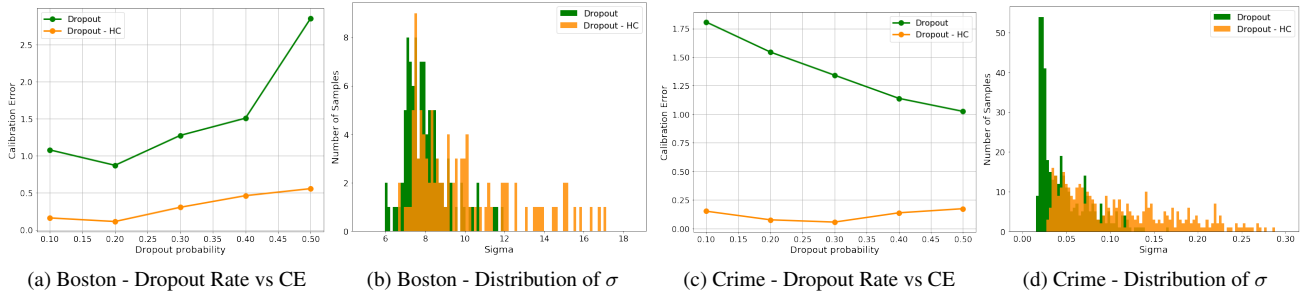 Dropout
Dropout - HC
Calibration Error
2.5
2.0
1.5
1.0
0.5
0.0
0.10 0.15 0.20 0.25 0.30 0.35 0.40 0.45 0.50
Dropout probability
(a) Boston - Dropout Rate vs CE
Dropout
Dropout - HC
Number of Samples
8
6
4
2
0
6 8 10 12 14 16 18
Sigma
(b) Boston - Distribution of σ
Dropout
Dropout - HC
Calibration Error
1.75
1.50
1.25
1.00
0.75
0.50
0.25
0.00
0.10 0.15 0.20 0.25 0.30 0.35 0.40 0.45 0.50
Dropout probability
(c) Crime - Dropout Rate vs CE
Dropout
Dropout - HC
Number of Samples
50
40
30
20
10
0
0.00 0.05 0.10 0.15 0.20 0.25 0.30
Sigma
(d) Crime - Distribution of σ